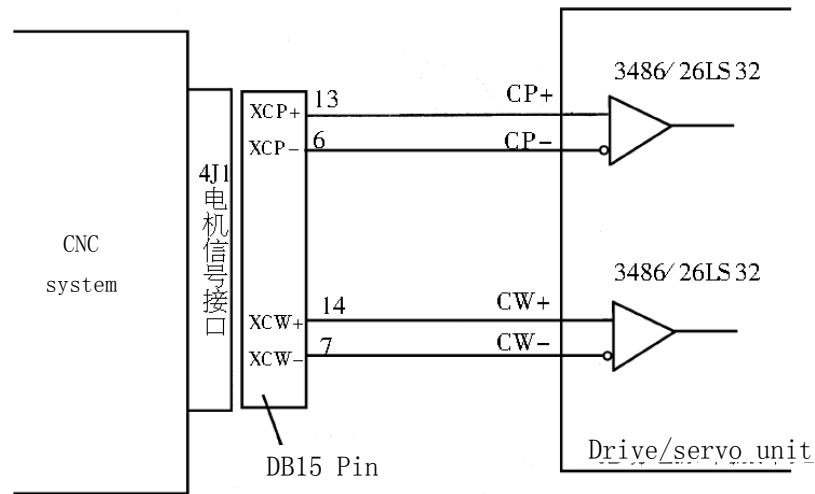 3486/26LS32
CP+
13
XCP+
6
CP-
XCP-
4J1
电机信号接口
CNC
system
3486/26LS32
CW+
14
XCW+
7
CW-
XCW-
Drive/servo unit
DB15 Pin